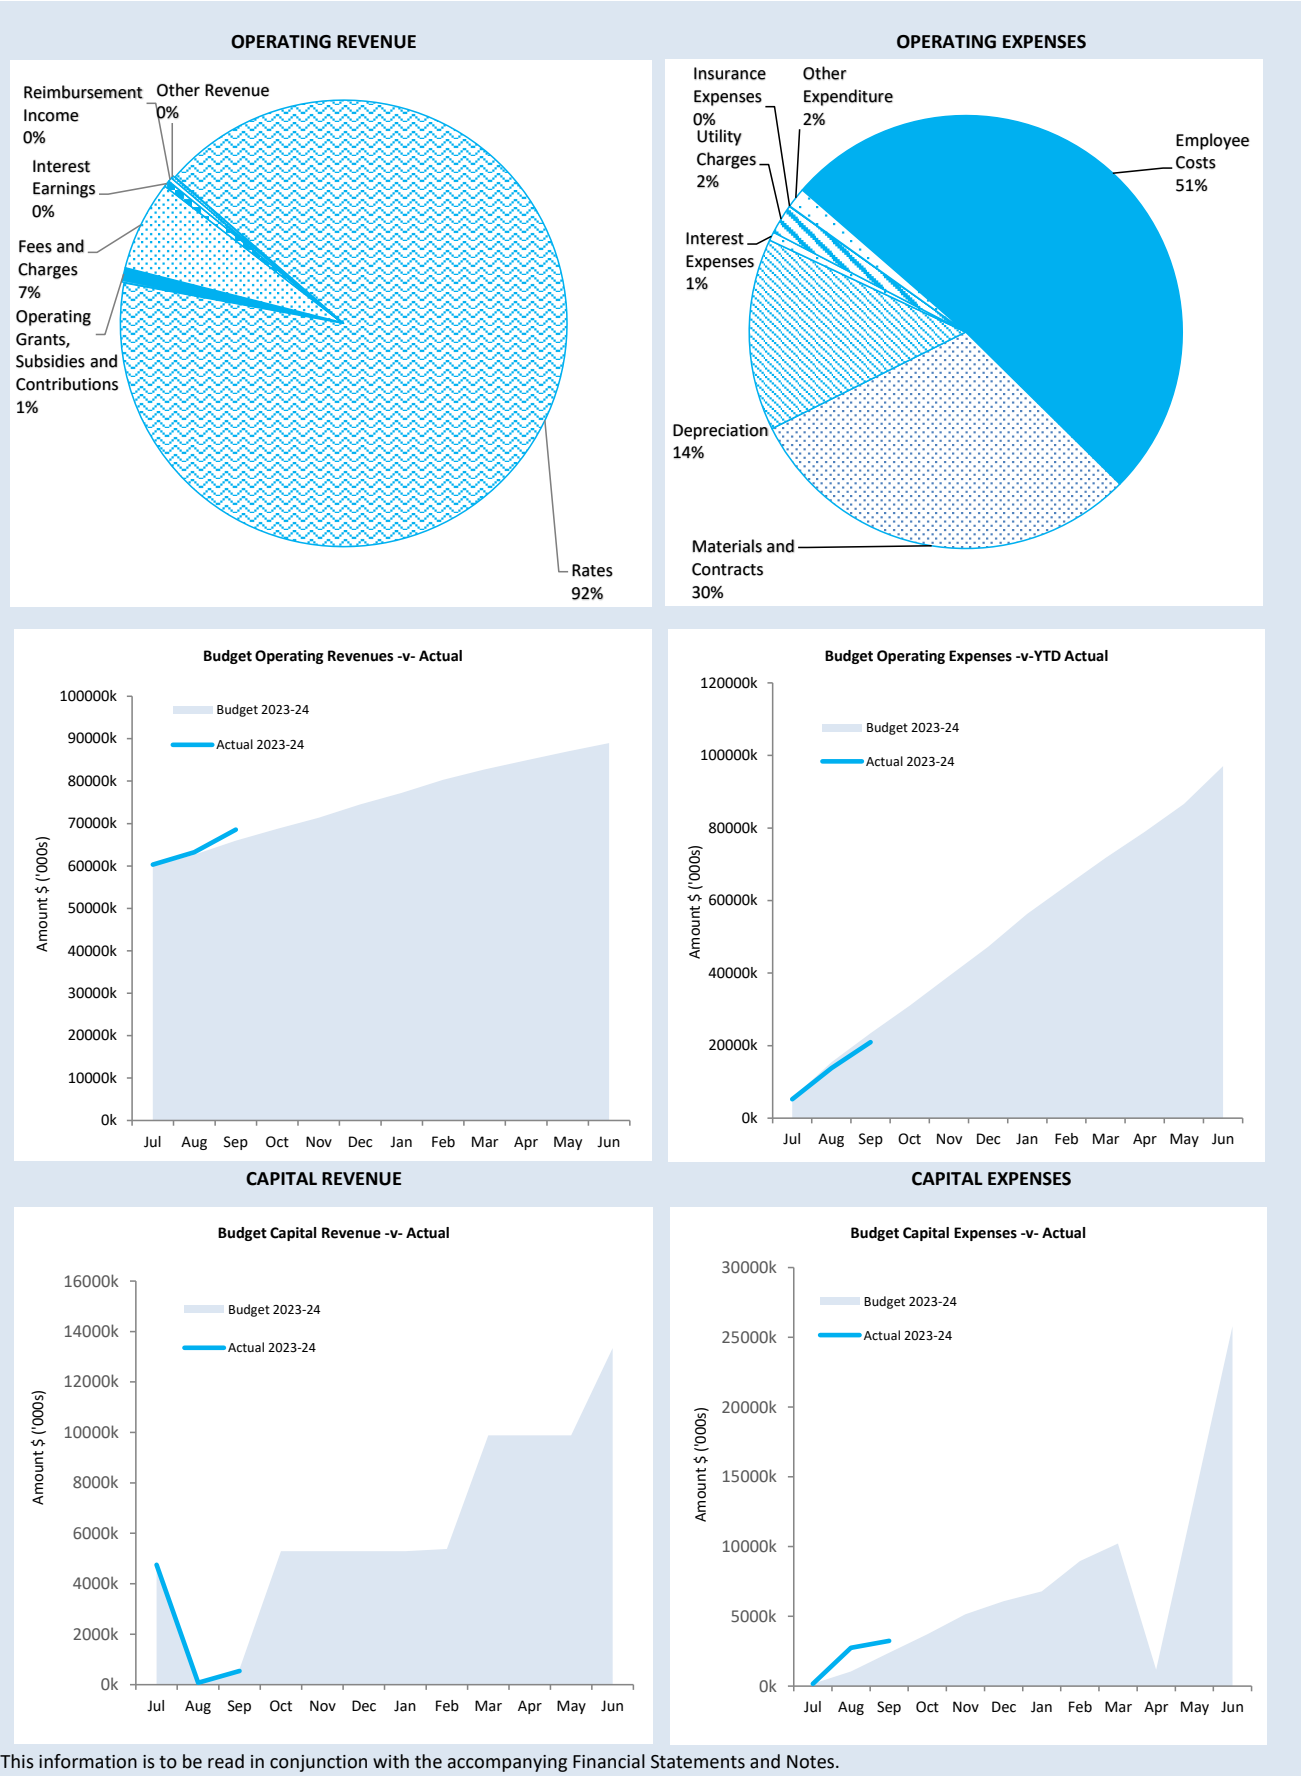 OPERATING REVENUE
Reimbursement
Income
0%
Other Revenue
0%
Interest
Earnings
0%
Fees and
Charges
7%
Operating
Grants,
Subsidies and
Contributions
1%
Rates
92%
OPERATING EXPENSES
Insurance
Expenses
0%
Other
Expenditure
2%
Utility
Charges
2%
Employee
Costs
51%
Interest
Expenses
1%
Depreciation
14%
Materials and
Contracts
30%
Budget Operating Revenues -v- Actual
Budget 2023-24
Actual 2023-24
Amount $ ('000s)
100000k
90000k
80000k
70000k
60000k
50000k
40000k
30000k
20000k
10000k
0k
Jul Aug Sep Oct Nov Dec Jan Feb Mar Apr May Jun
Budget Operating Expenses -v-YTD Actual
Budget 2023-24
Actual 2023-24
Amount $ ('000s)
120000k
100000k
80000k
60000k
40000k
20000k
0k
Jul Aug Sep Oct Nov Dec Jan Feb Mar Apr May Jun
CAPITAL REVENUE
Budget Capital Revenue -v- Actual
Budget 2023-24
Actual 2023-24
Amount $ ('000s)
16000k
14000k
12000k
10000k
8000k
6000k
4000k
2000k
0k
Jul Aug Sep Oct Nov Dec Jan Feb Mar Apr May Jun
CAPITAL EXPENSES
Budget Capital Expenses -v- Actual
Budget 2023-24
Actual 2023-24
Amount $ ('000s)
30000k
25000k
20000k
15000k
10000k
5000k
0k
Jul Aug Sep Oct Nov Dec Jan Feb Mar Apr May Jun
This information is to be read in conjunction with the accompanying Financial Statements and Notes.